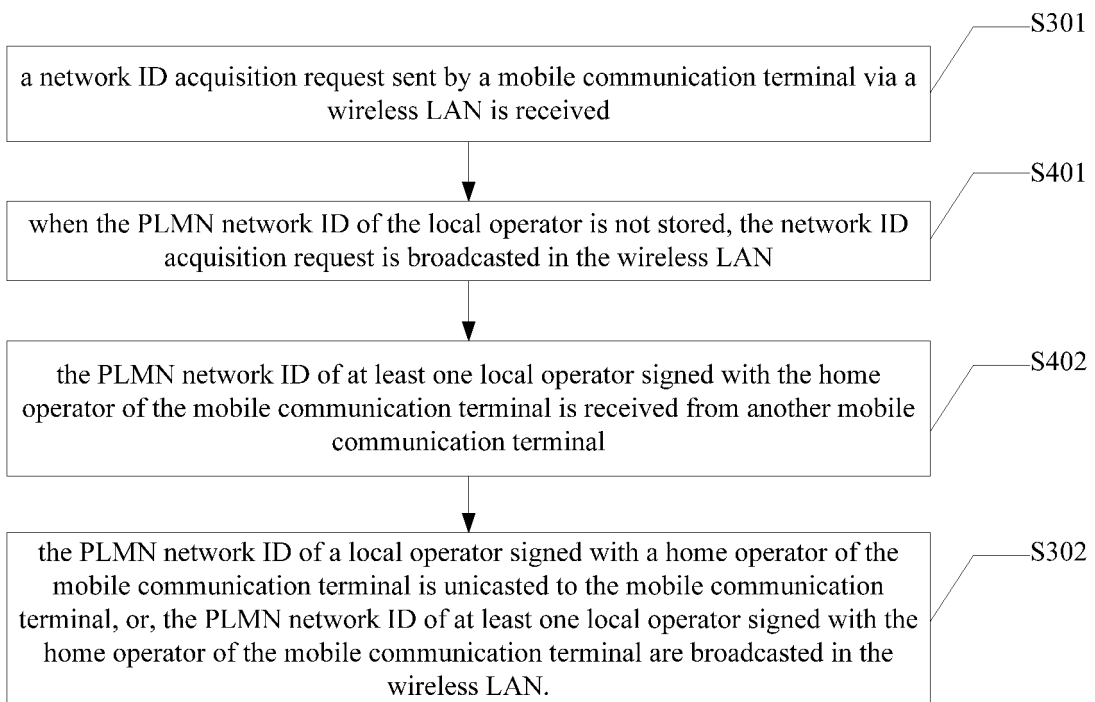 S301
a network ID acquisition request sent by a mobile communication terminal via a
wireless LAN is received
S401
when the PLMN network ID of the local operator is not stored, the network ID
acquisition request is broadcasted in the wireless LAN
S402
the PLMN network ID of at least one local operator signed with the home
operator of the mobile communication terminal is received from another mobile
communication terminal
S302
the PLMN network ID of a local operator signed with a home operator of the
mobile communication terminal is unicasted to the mobile communication
terminal, or, the PLMN network ID of at least one local operator signed with the
home operator of the mobile communication terminal are broadcasted in the
wireless LAN.